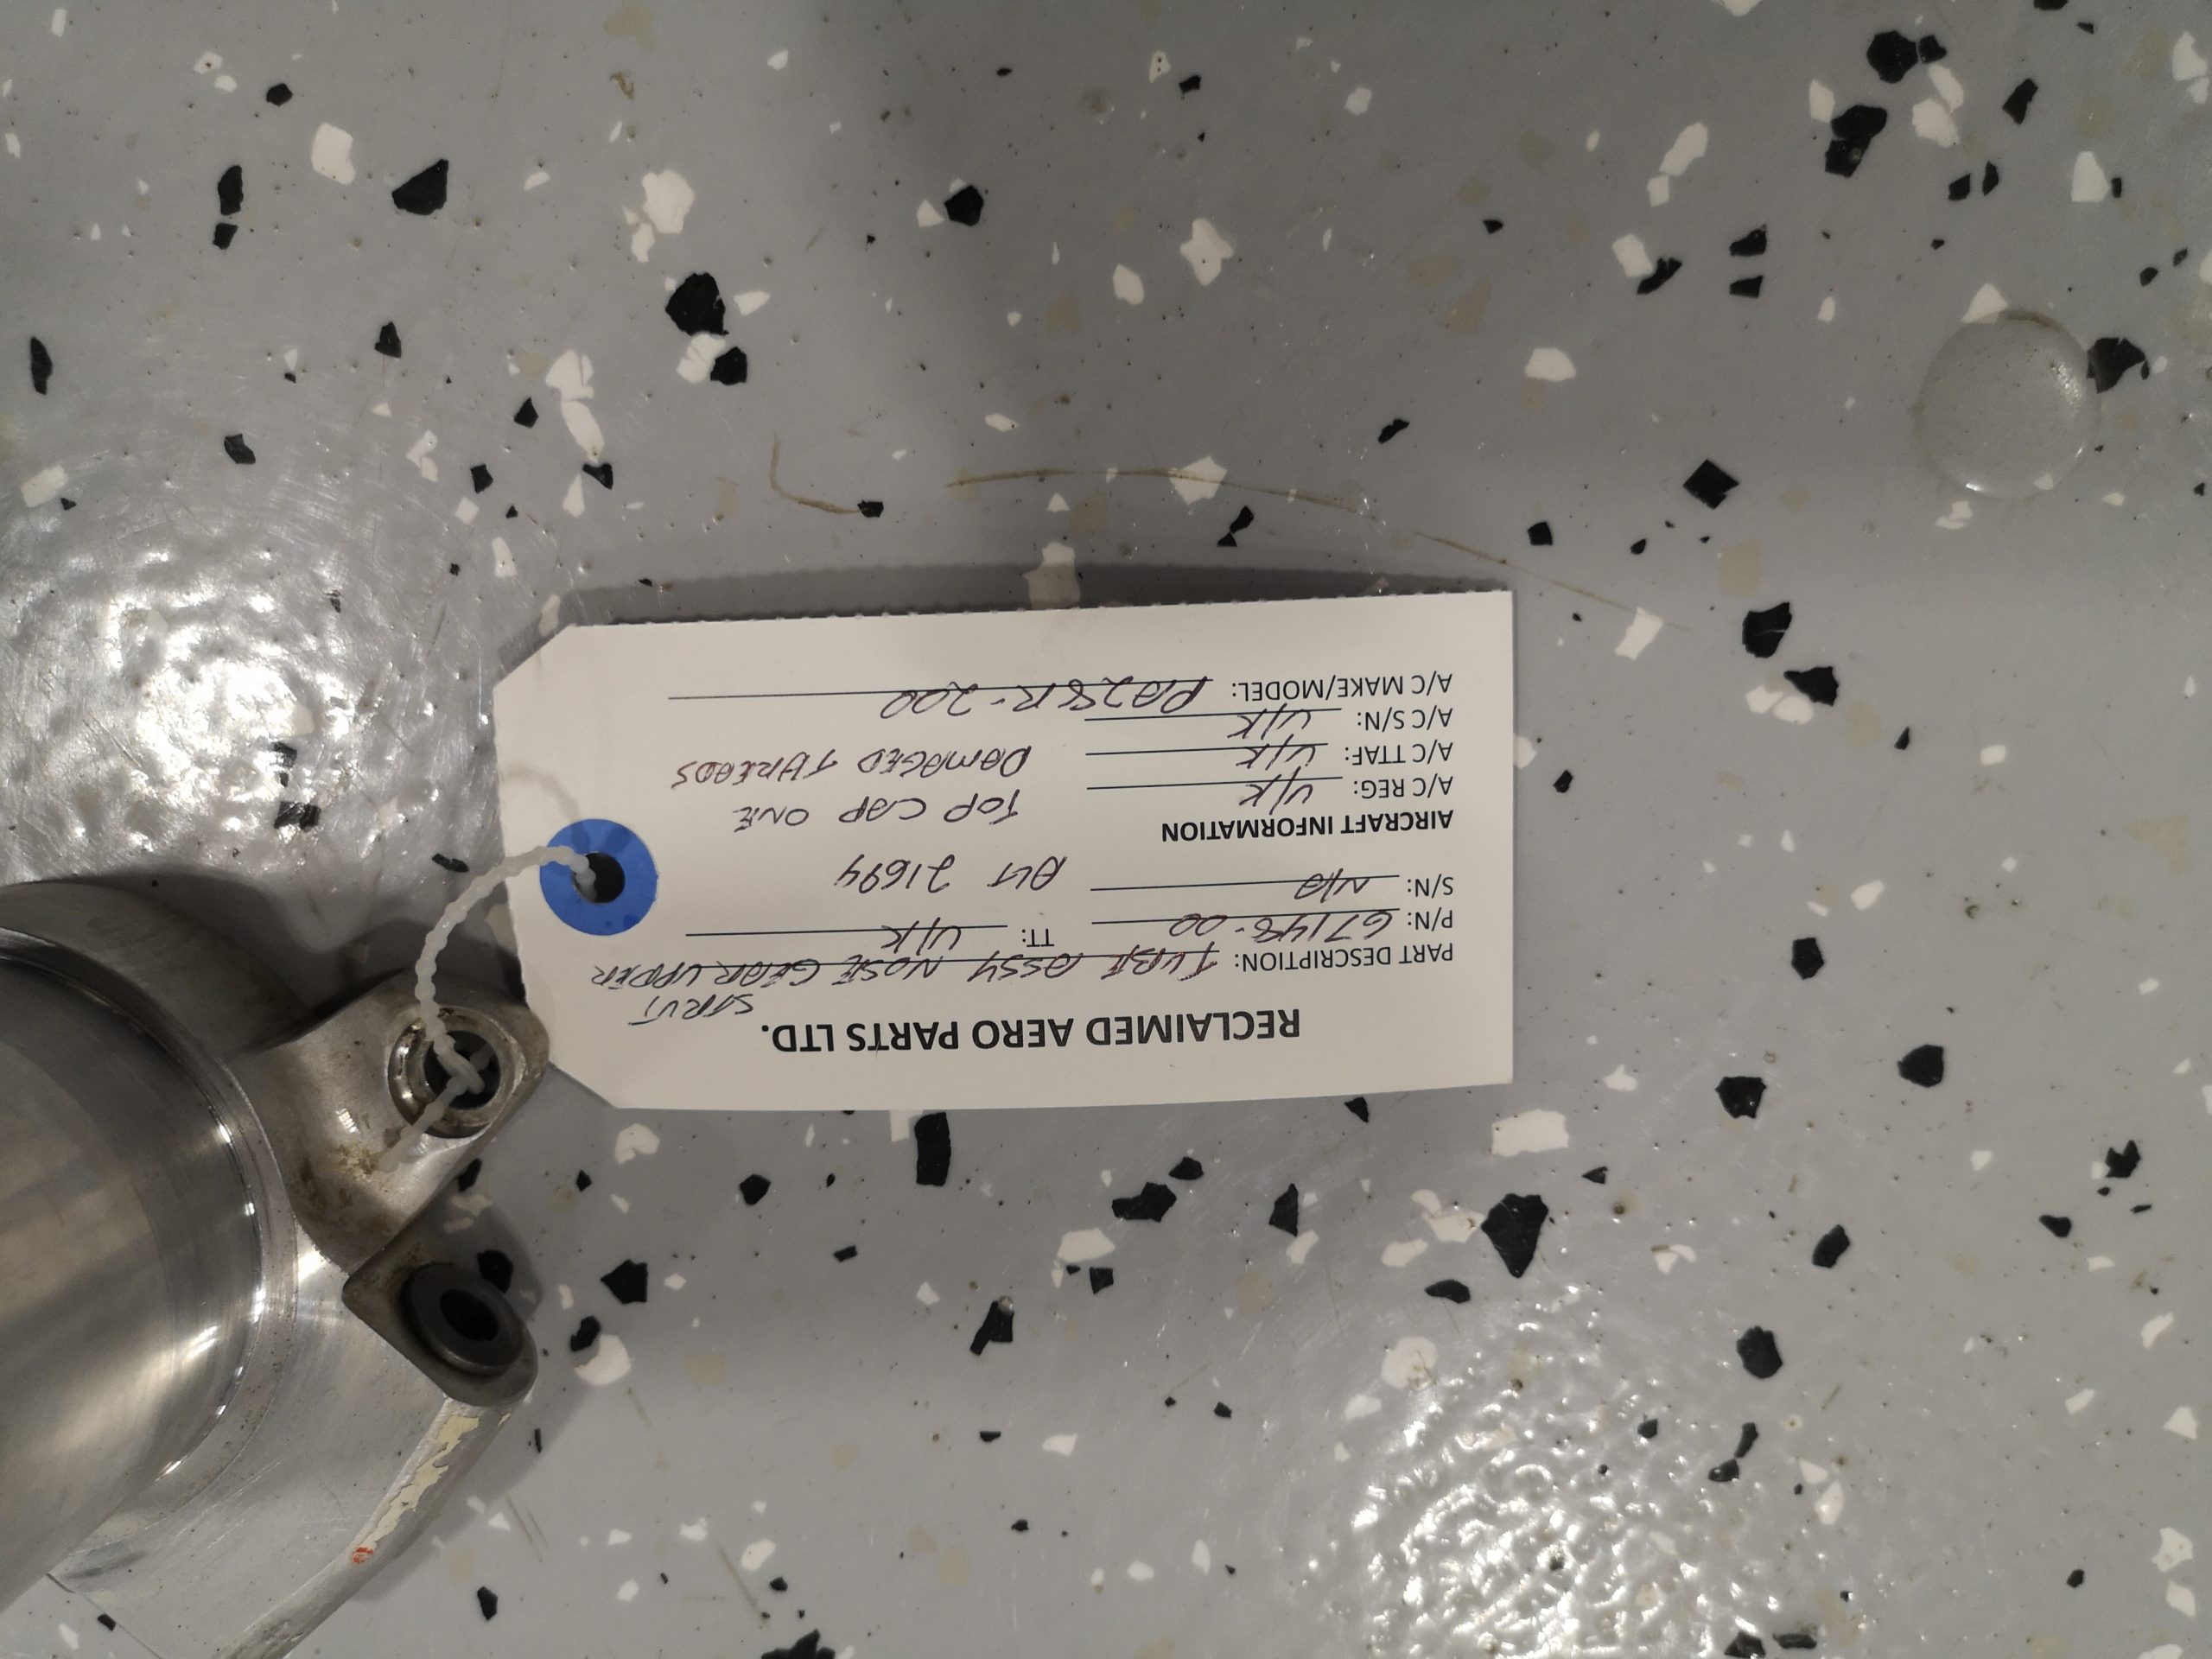 RECLAIMED AERO PARTS LTD.
STRUT
PART DESCRIPTION: TUBE ASSY NOSE GEAR UPPER
P/N: 67148-00 TT: U/K
S/N: N/A ALT 21694
AIRCRAFT INFORMATION TOP CAP ONE
A/C REG: U/K
A/C TTAF: U/K DAMAGED THREADS
A/C S/N: U/K
A/C MAKE/MODEL: PA28R-200